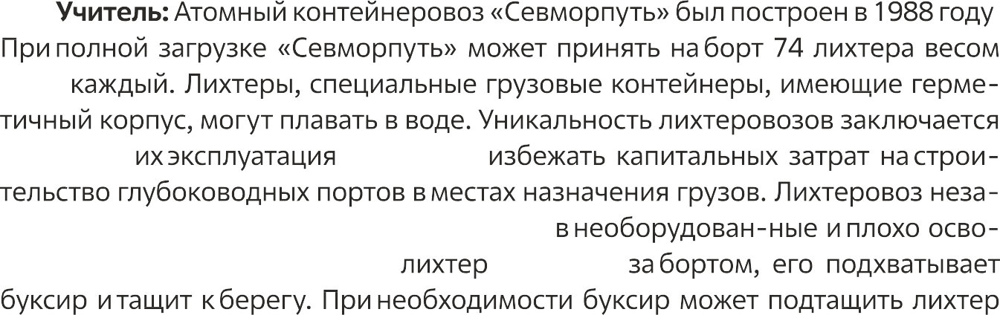 Учитель: Атомный контейнеровоз «Севморпуть» был построен в 1988 году
При полной загрузке «Севморпуть» может принять на борт 74 лихтера весом
каждый. Лихтеры, специальные грузовые контейнеры, имеющие герме-
тичный корпус, могут плавать в воде. Уникальность лихтеровозов заключается
их эксплуатация избежать капитальных затрат на строи-
тельство глубоководных портов в местах назначения грузов. Лихтеровоз неза-
в необорудован-ные и плохо осво-
лихтер за бортом, его подхватывает
буксир и тащит к берегу. При необходимости буксир может подтащить лихтер